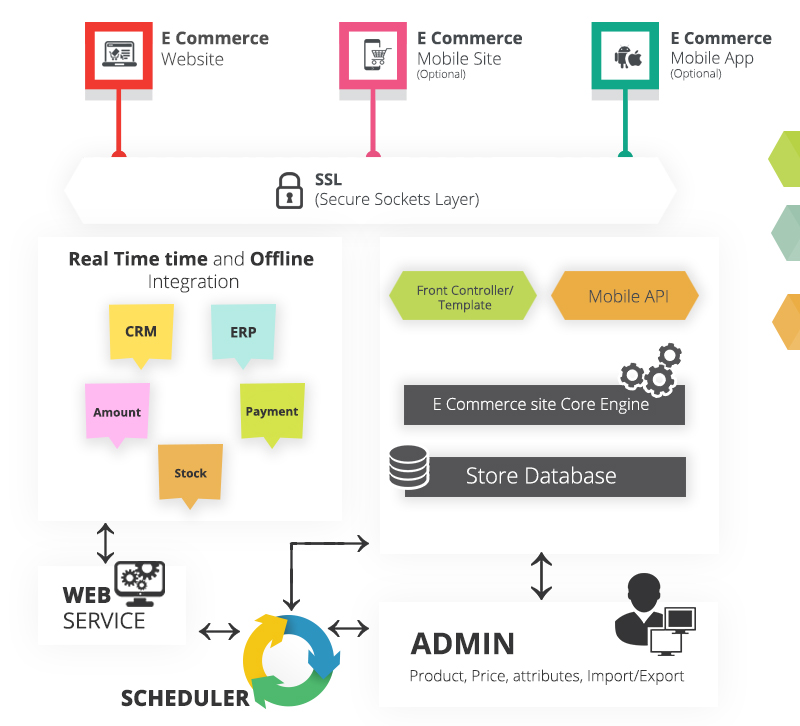 E Commerce
Website
E Commerce
Mobile Site
(Optional)
E Commerce
Mobile App
(Optional)
SSL
(Secure Sockets Layer)
Real Time time and Offline
Integration
CRM
ERP
Amount
Payment
Stock
Front Controller/
Template
Mobile API
E Commerce site Core Engine
Store Database
WEB
SERVICE
SCHEDULER
ADMIN
Product, Price, attributes, Import/Export